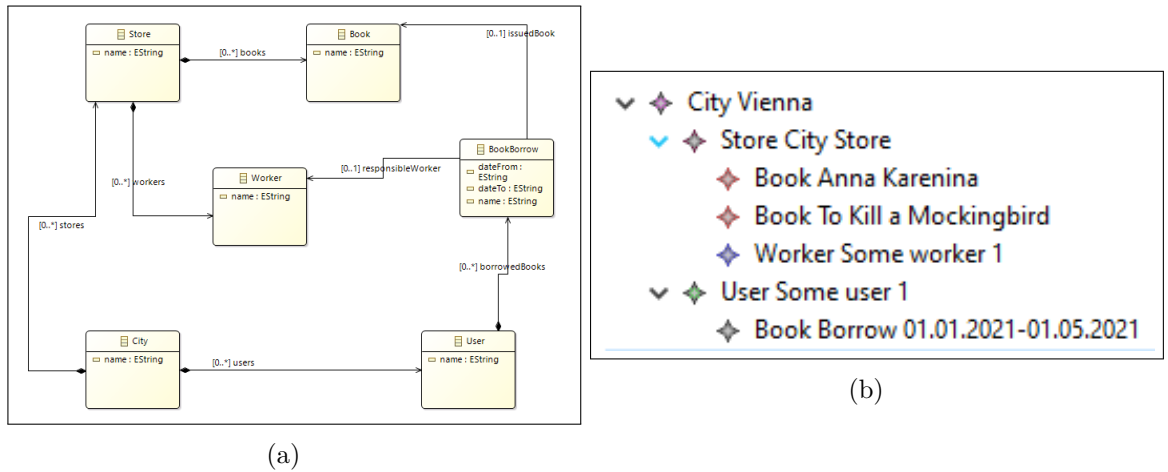 Store
name : EString
[0..*] books
Book
name : EString
[0..1] issuedBook
BookBorrow
dateFrom :
EString
dateTo : EString
name : EString
[0..1] responsibleWorker
[0..*] workers
Worker
name : EString
[0..*] stores
[0..*] borrowedBooks
City
name : EString
[0..*] users
User
name : EString
(a)
City Vienna
Store City Store
Book Anna Karenina
Book To Kill a Mockingbird
Worker Some worker 1
User Some user 1
Book Borrow 01.01.2021-01.05.2021
(b)